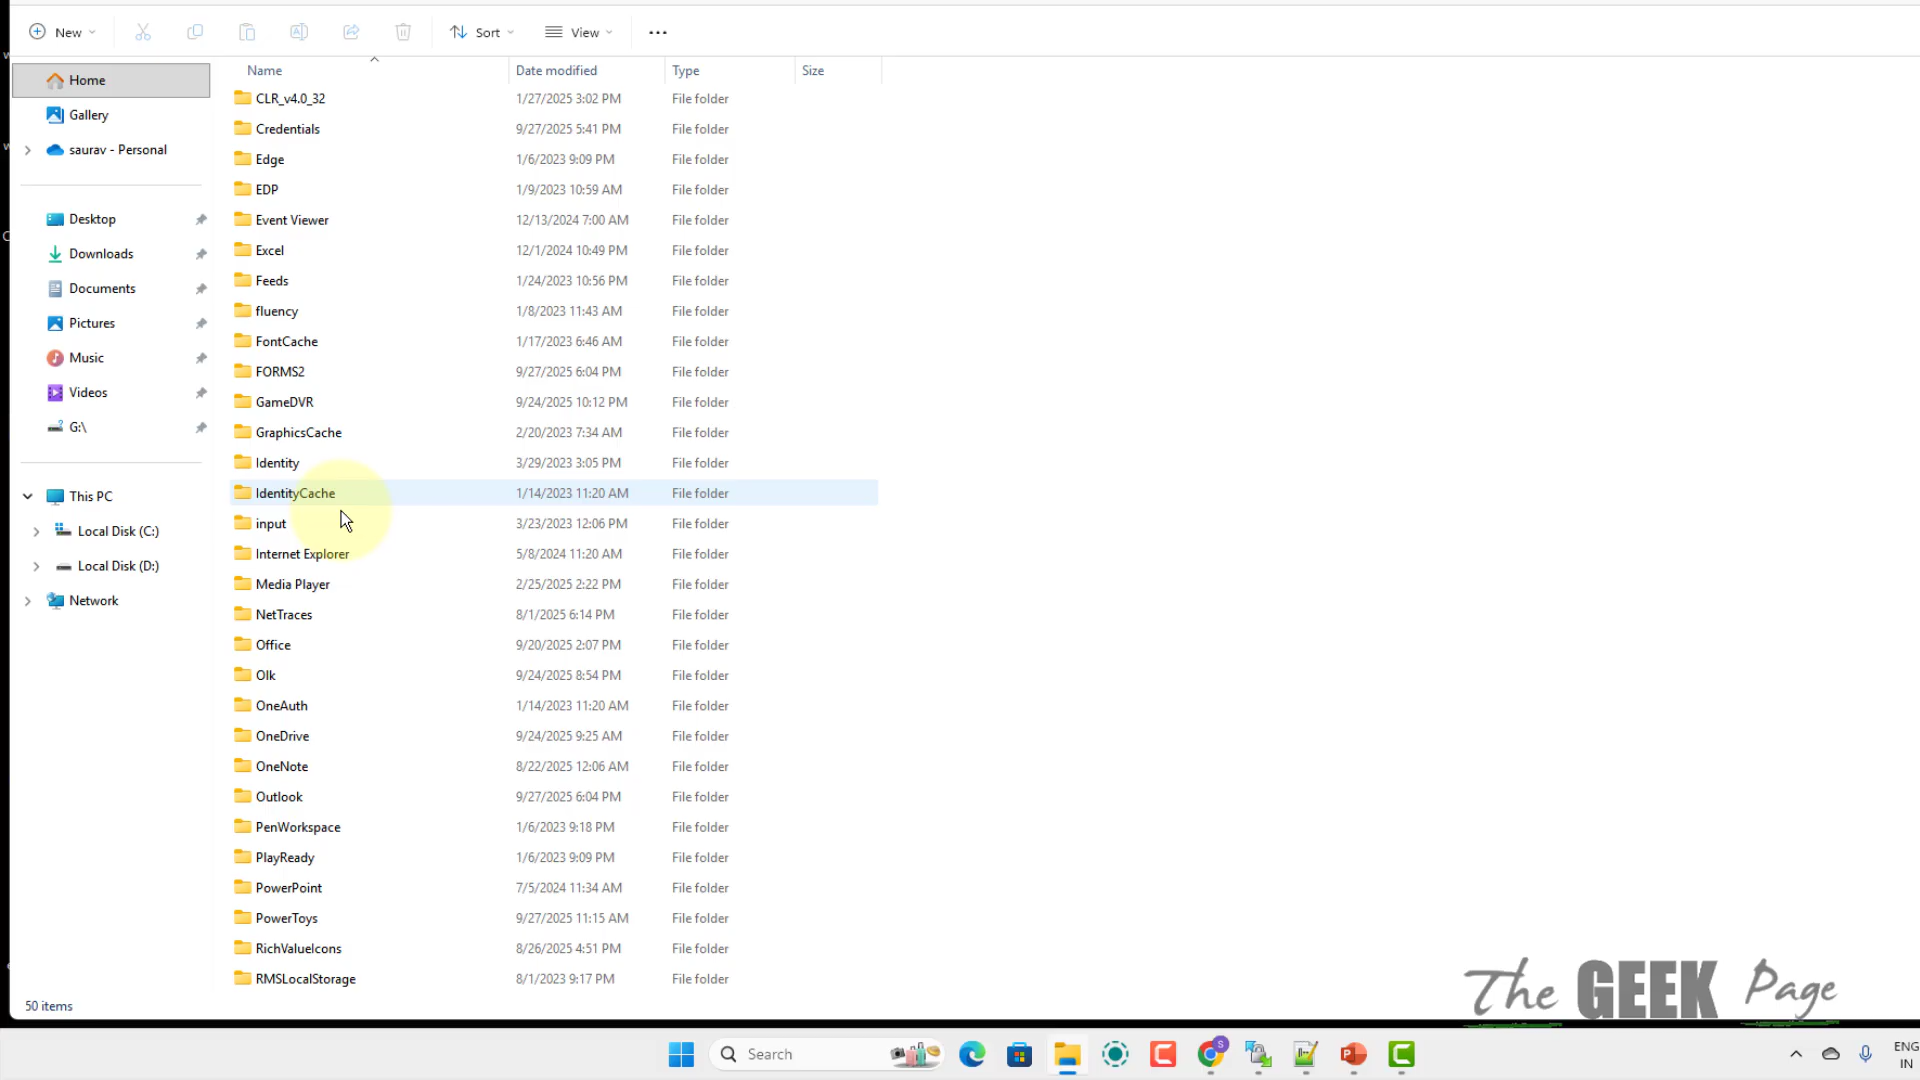 New Sort View ...
Name Date modified Type Size
Home
Gallery
saurav - Personal
Desktop
Downloads
Documents
Pictures
Music
Videos
G:\
This PC
Local Disk (C:)
Local Disk (D:)
Network
CLR_v4.0_32 1/27/2025 3:02 PM File folder
Credentials 9/27/2025 5:41 PM File folder
Edge 1/6/2023 9:09 PM File folder
EDP 1/9/2023 10:59 AM File folder
Event Viewer 12/13/2024 7:00 AM File folder
Excel 12/1/2024 10:49 PM File folder
Feeds 1/24/2023 10:56 PM File folder
fluency 1/8/2023 11:43 AM File folder
FontCache 1/17/2023 6:46 AM File folder
FORMS2 9/27/2025 6:04 PM File folder
GameDVR 9/24/2025 10:12 PM File folder
GraphicsCache 2/20/2023 7:34 AM File folder
Identity 3/29/2023 3:05 PM File folder
IdentityCache 1/14/2023 11:20 AM File folder
input 3/23/2023 12:06 PM File folder
Internet Explorer 5/8/2024 11:20 AM File folder
Media Player 2/25/2025 2:22 PM File folder
NetTraces 8/1/2025 6:14 PM File folder
Office 9/20/2025 2:07 PM File folder
Olk 9/24/2025 8:54 PM File folder
OneAuth 1/14/2023 11:20 AM File folder
OneDrive 9/24/2025 9:25 AM File folder
OneNote 8/22/2025 12:06 AM File folder
Outlook 9/27/2025 6:04 PM File folder
PenWorkspace 1/6/2023 9:18 PM File folder
PlayReady 1/6/2023 9:09 PM File folder
PowerPoint 7/5/2024 11:34 AM File folder
PowerToys 9/27/2025 11:15 AM File folder
RichValueIcons 8/26/2025 4:51 PM File folder
RMSLocalStorage 8/1/2023 9:17 PM File folder
50 items
The GEEK Page
Search
ENG
IN